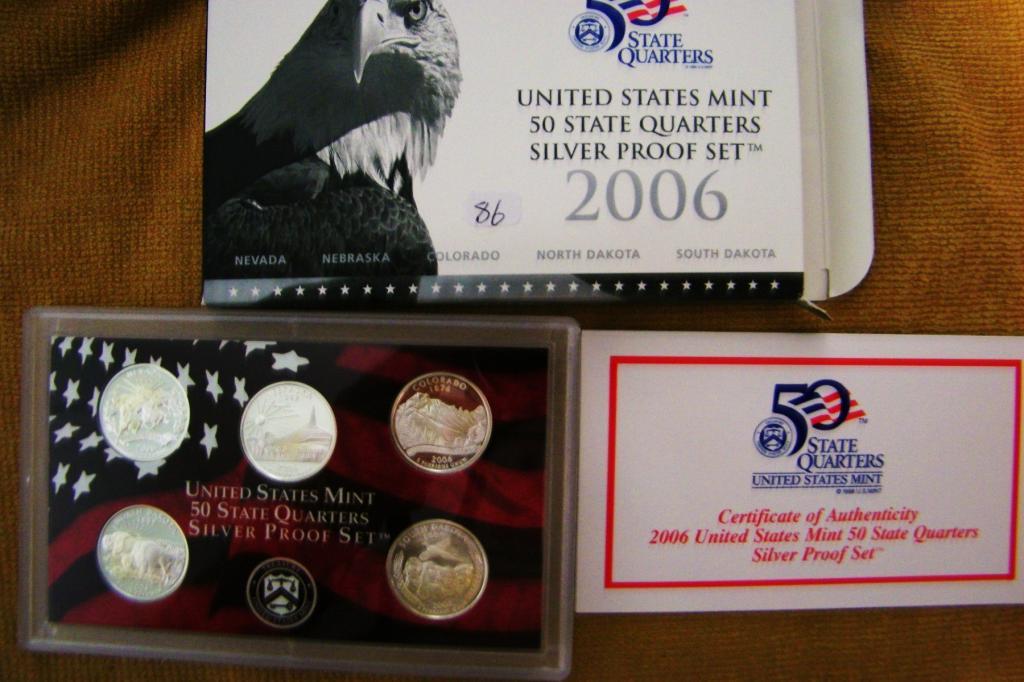 50
STATE
QUARTERS
UNITED STATES MINT
50 STATE QUARTERS
SILVER PROOF SET™
2006
86
NEVADA NEBRASKA COLORADO NORTH DAKOTA SOUTH DAKOTA
COLORADO
1876
2006
UNITED STATES MINT
50 STATE QUARTERS
SILVER PROOF SET™
50
STATE
QUARTERS
UNITED STATES MINT
Certificate of Authenticity
2006 United States Mint 50 State Quarters
Silver Proof Set™